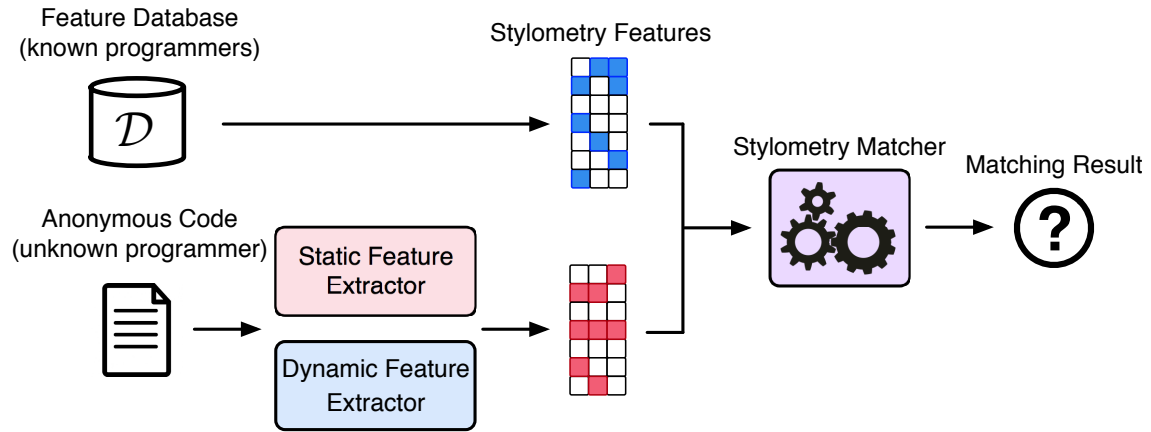 Feature Database
(known programmers)
𝒟
Stylometry Features
Stylometry Matcher
Matching Result
?
Anonymous Code
(unknown programmer)
Static Feature
Extractor
Dynamic Feature
Extractor